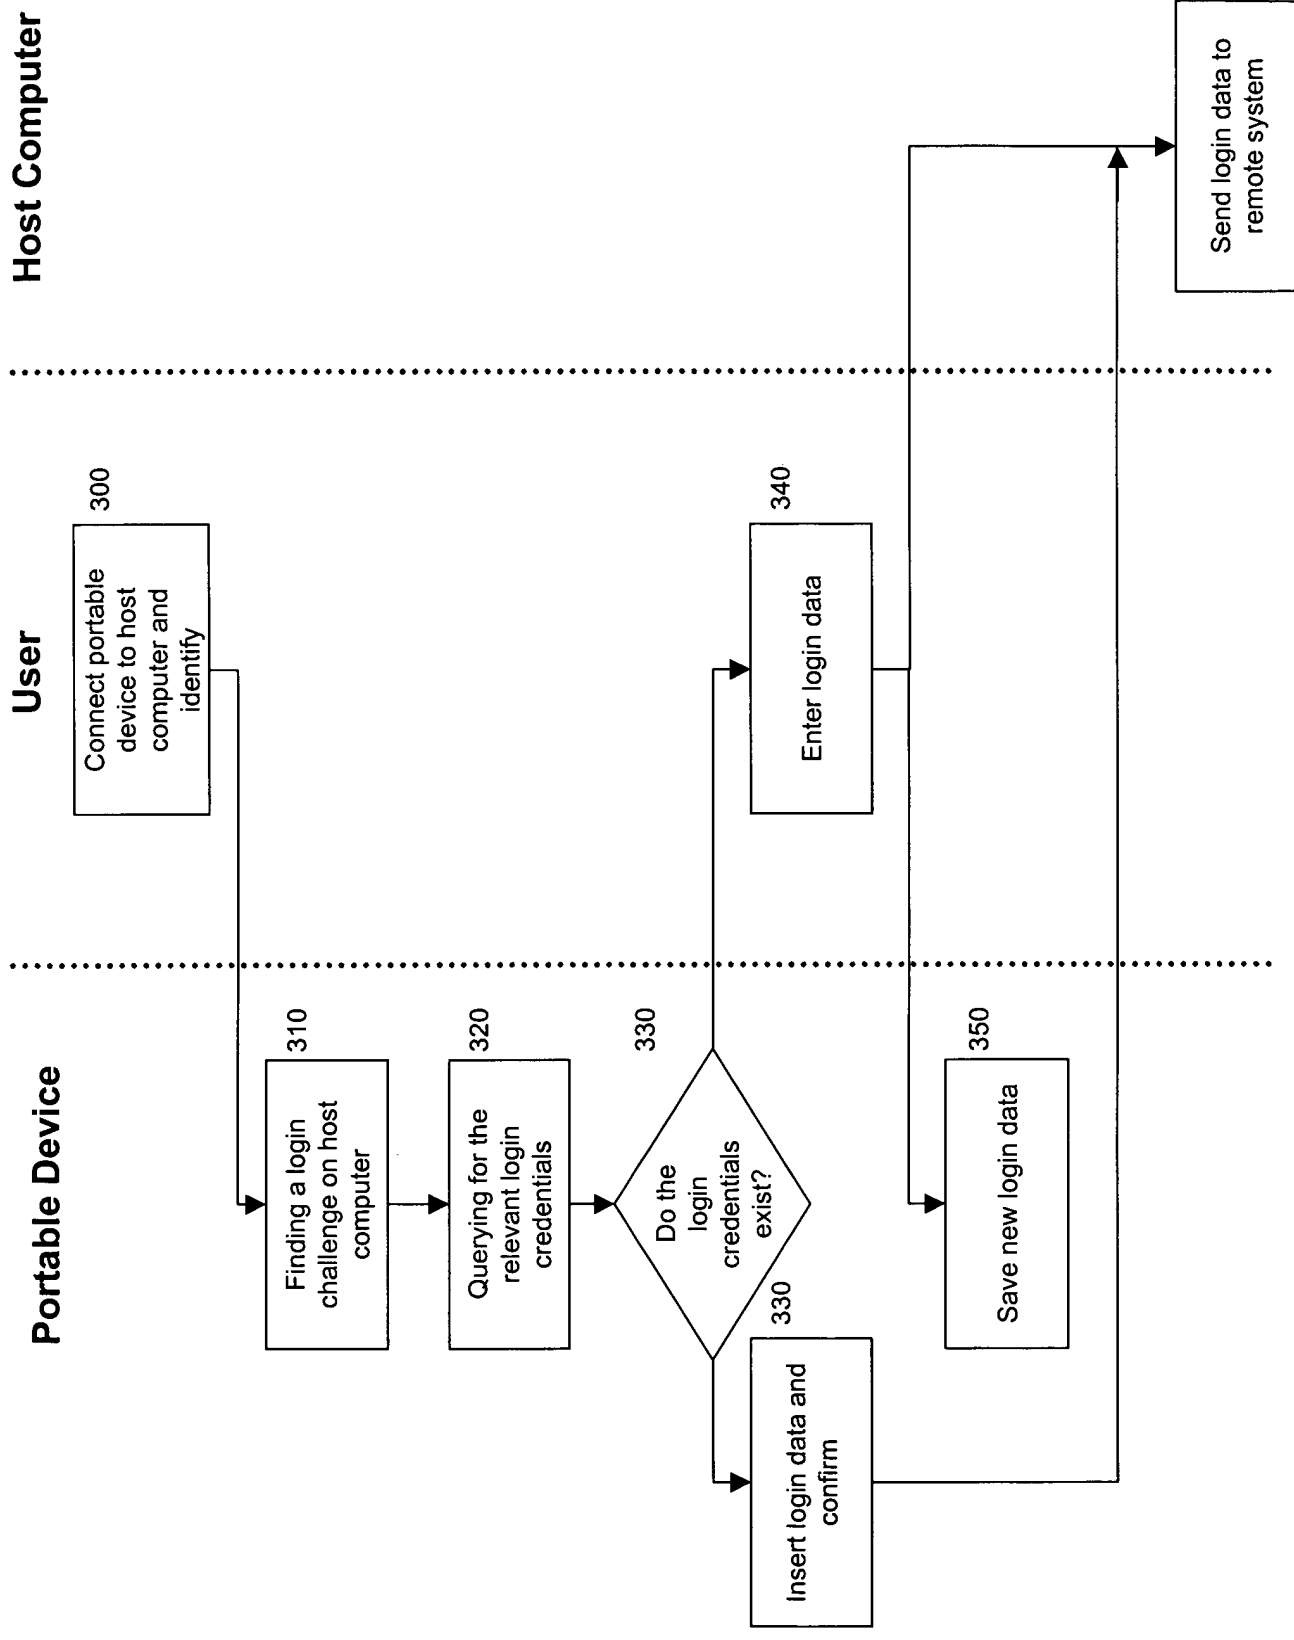 Portable Device
User
Host Computer
Connect portable
device to host
computer and
identify
300
Finding a login
challenge on host
computer
310
Querying for the
relevant login
credentials
320
Do the
login
credentials
exist?
330
Insert login data and
confirm
330
Enter login data
340
Save new login data
350
Send login data to
remote system